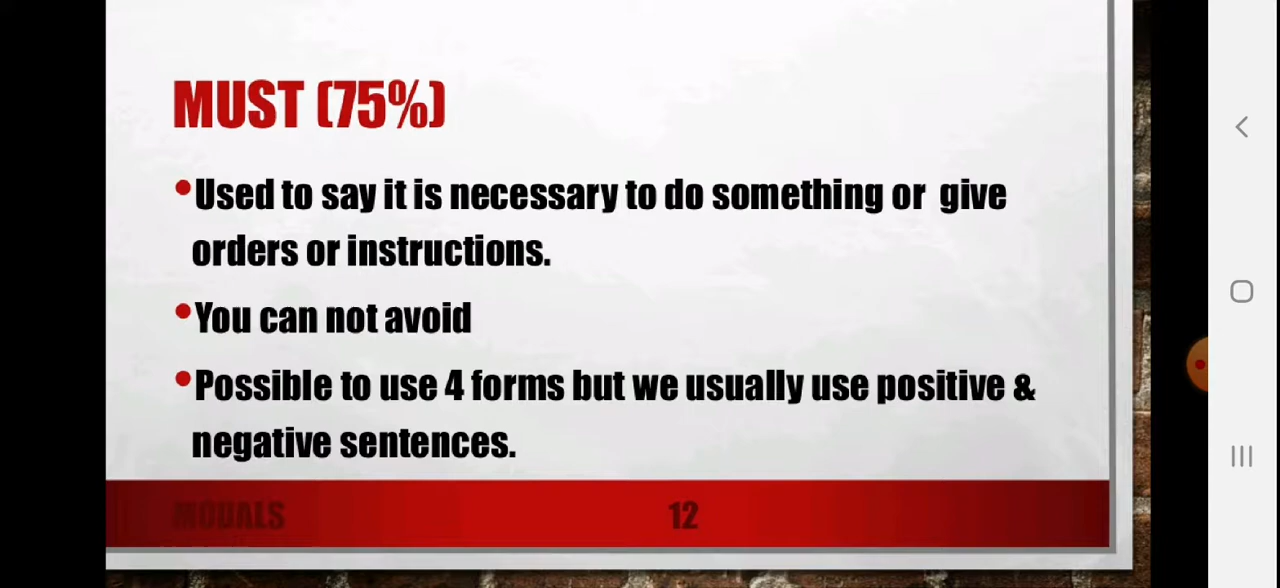 MUST (75%)
•Used to say it is necessary to do something or give
orders or instructions.
•You can not avoid
•Possible to use 4 forms but we usually use positive &
negative sentences.
MODALS 12